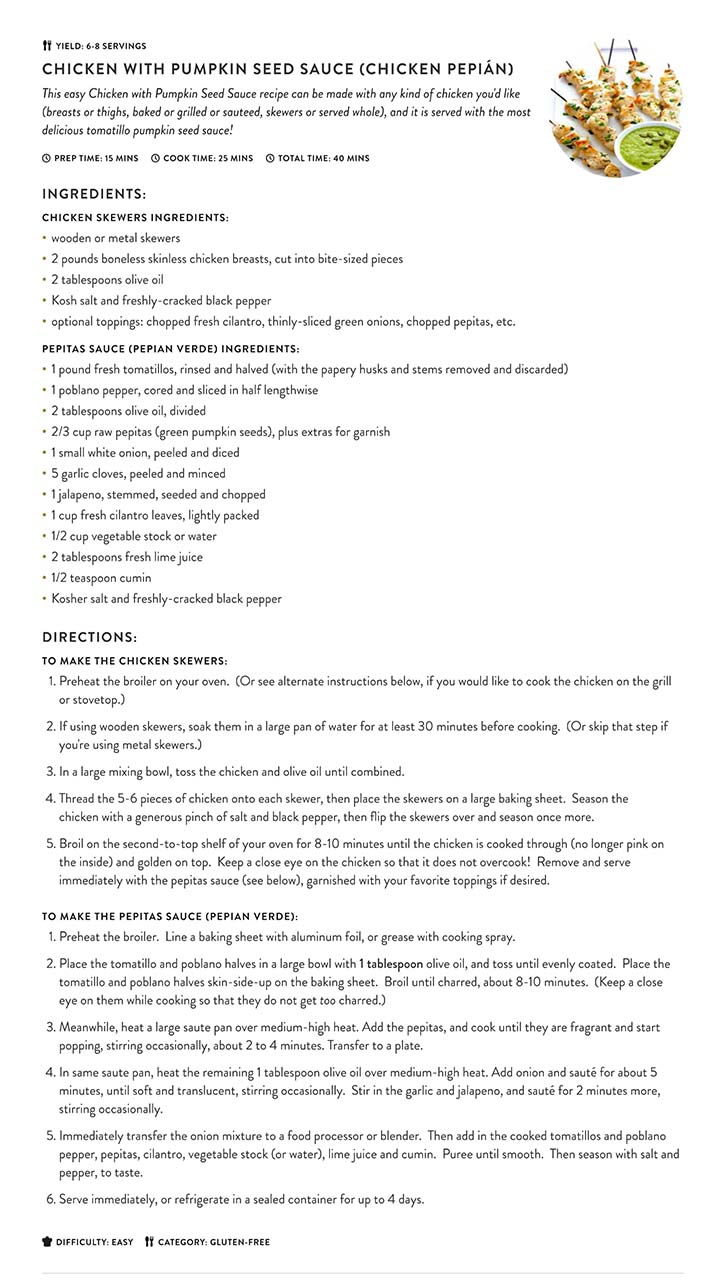 YIELD: 6-8 SERVINGS
CHICKEN WITH PUMPKIN SEED SAUCE (CHICKEN PEPIÁN)
This easy Chicken with Pumpkin Seed Sauce recipe can be made with any kind of chicken you'd like
(breasts or thighs, baked or grilled or sauteed, skewers or served whole), and it is served with the most
delicious tomatillo pumpkin seed sauce!
PREP TIME: 15 MINS COOK TIME: 25 MINS TOTAL TIME: 40 MINS
INGREDIENTS:
CHICKEN SKEWERS INGREDIENTS:
• wooden or metal skewers
• 2 pounds boneless skinless chicken breasts, cut into bite-sized pieces
• 2 tablespoons olive oil
• Kosh salt and freshly-cracked black pepper
• optional toppings: chopped fresh cilantro, thinly-sliced green onions, chopped pepitas, etc.
PEPITAS SAUCE (PEPIAN VERDE) INGREDIENTS:
• 1 pound fresh tomatillos, rinsed and halved (with the papery husks and stems removed and discarded)
• 1 poblano pepper, cored and sliced in half lengthwise
• 2 tablespoons olive oil, divided
• 2/3 cup raw pepitas (green pumpkin seeds), plus extras for garnish
• 1 small white onion, peeled and diced
• 5 garlic cloves, peeled and minced
• 1 jalapeno, stemmed, seeded and chopped
• 1 cup fresh cilantro leaves, lightly packed
• 1/2 cup vegetable stock or water
• 2 tablespoons fresh lime juice
• 1/2 teaspoon cumin
• Kosher salt and freshly-cracked black pepper
DIRECTIONS:
TO MAKE THE CHICKEN SKEWERS:
1. Preheat the broiler on your oven. (Or see alternate instructions below, if you would like to cook the chicken on the grill
or stovetop.)
2. If using wooden skewers, soak them in a large pan of water for at least 30 minutes before cooking. (Or skip that step if
you're using metal skewers.)
3. In a large mixing bowl, toss the chicken and olive oil until combined.
4. Thread the 5-6 pieces of chicken onto each skewer, then place the skewers on a large baking sheet. Season the
chicken with a generous pinch of salt and black pepper, then flip the skewers over and season once more.
5. Broil on the second-to-top shelf of your oven for 8-10 minutes until the chicken is cooked through (no longer pink on
the inside) and golden on top. Keep a close eye on the chicken so that it does not overcook! Remove and serve
immediately with the pepitas sauce (see below), garnished with your favorite toppings if desired.
TO MAKE THE PEPITAS SAUCE (PEPIAN VERDE):
1. Preheat the broiler. Line a baking sheet with aluminum foil, or grease with cooking spray.
2. Place the tomatillo and poblano halves in a large bowl with 1 tablespoon olive oil, and toss until evenly coated. Place the
tomatillo and poblano halves skin-side-up on the baking sheet. Broil until charred, about 8-10 minutes. (Keep a close
eye on them while cooking so that they do not get too charred.)
3. Meanwhile, heat a large saute pan over medium-high heat. Add the pepitas, and cook until they are fragrant and start
popping, stirring occasionally, about 2 to 4 minutes. Transfer to a plate.
4. In same saute pan, heat the remaining 1 tablespoon olive oil over medium-high heat. Add onion and sauté for about 5
minutes, until soft and translucent, stirring occasionally. Stir in the garlic and jalapeno, and sauté for 2 minutes more,
stirring occasionally.
5. Immediately transfer the onion mixture to a food processor or blender. Then add in the cooked tomatillos and poblano
pepper, pepitas, cilantro, vegetable stock (or water), lime juice and cumin. Puree until smooth. Then season with salt and
pepper, to taste.
6. Serve immediately, or refrigerate in a sealed container for up to 4 days.
DIFFICULTY: EASY CATEGORY: GLUTEN-FREE